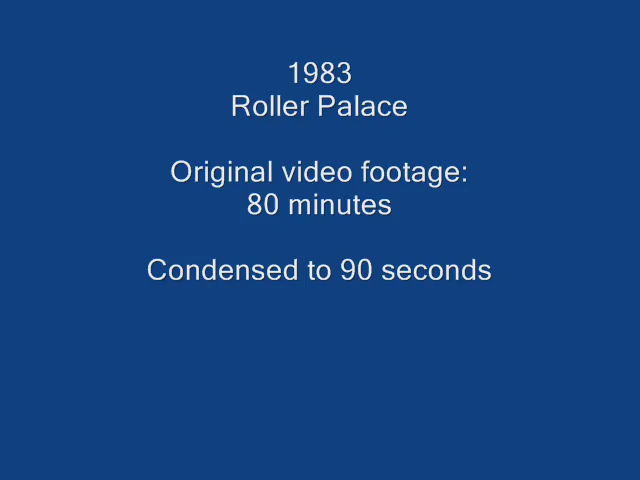 1983
Roller Palace
Original video footage:
80 minutes
Condensed to 90 seconds